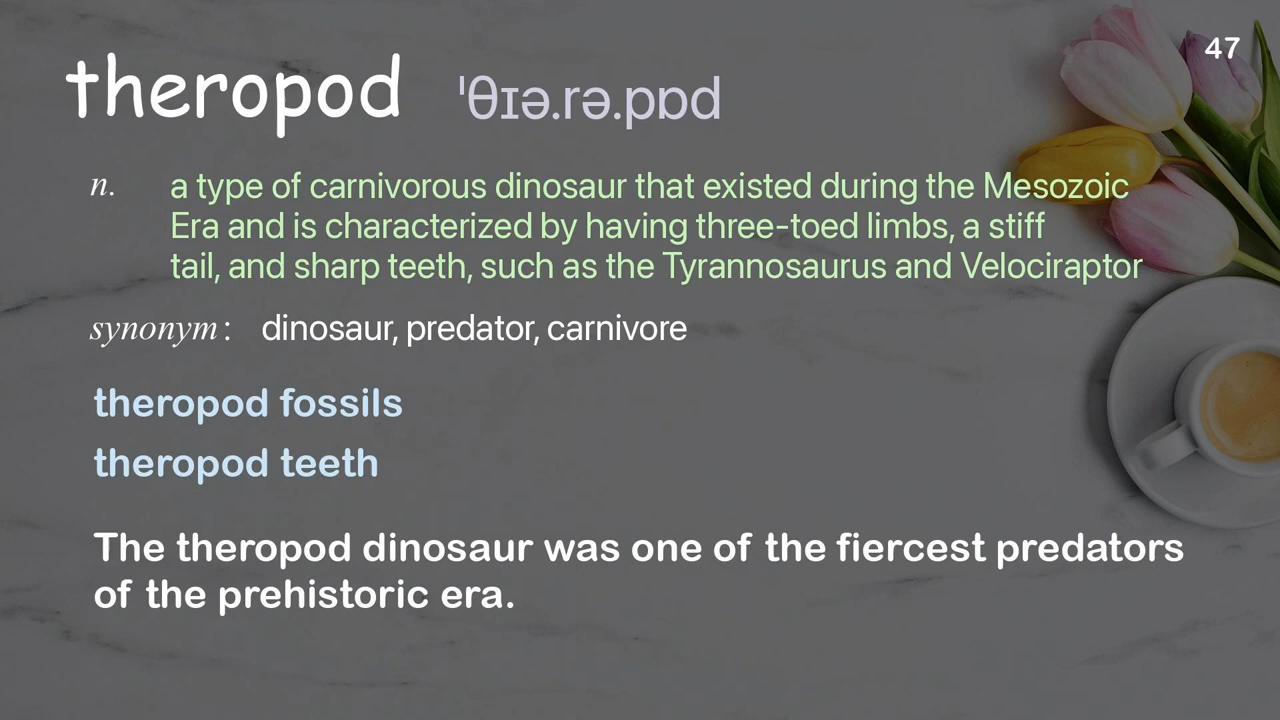 47
theropod ˈθɪə.rə.pɒd
n. a type of carnivorous dinosaur that existed during the Mesozoic
Era and is characterized by having three-toed limbs, a stiff
tail, and sharp teeth, such as the Tyrannosaurus and Velociraptor
synonym: dinosaur, predator, carnivore
theropod fossils
theropod teeth
The theropod dinosaur was one of the fiercest predators
of the prehistoric era.